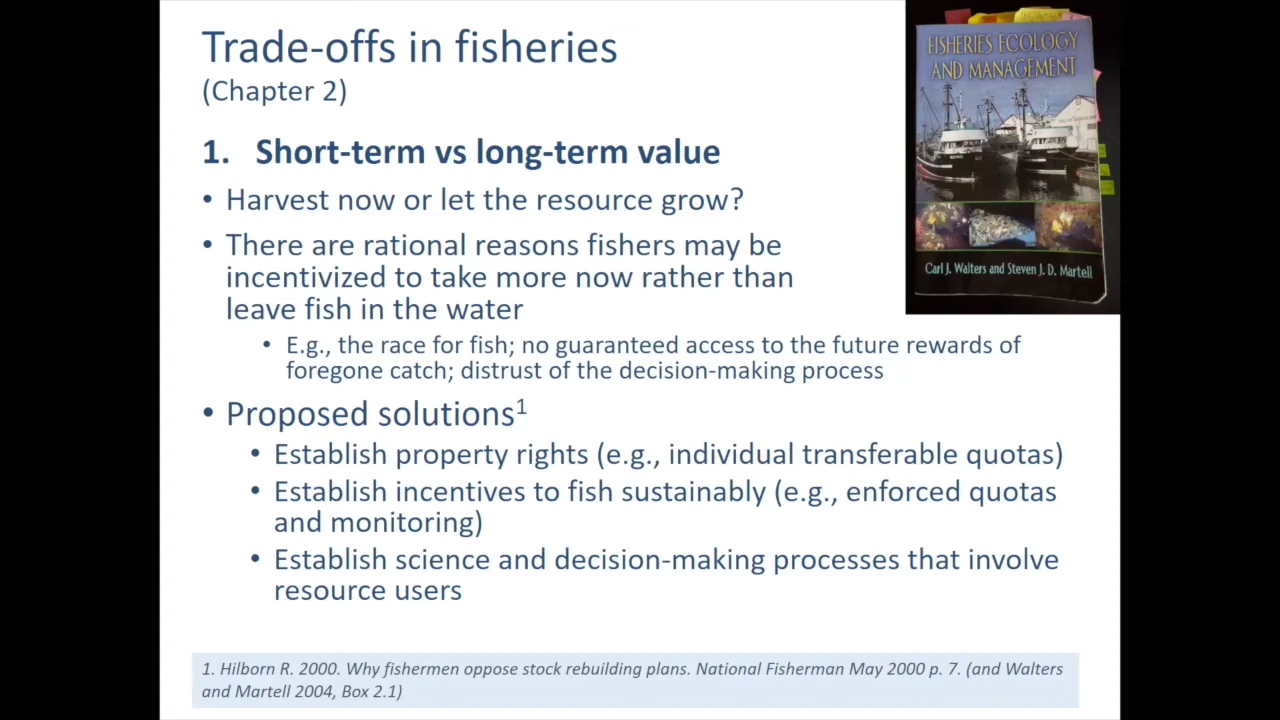 Trade-offs in fisheries
(Chapter 2)
1. Short-term vs long-term value
• Harvest now or let the resource grow?
• There are rational reasons fishers may be
incentivized to take more now rather than
leave fish in the water
• E.g., the race for fish; no guaranteed access to the future rewards of
foregone catch; distrust of the decision-making process
• Proposed solutions¹
• Establish property rights (e.g., individual transferable quotas)
• Establish incentives to fish sustainably (e.g., enforced quotas
and monitoring)
• Establish science and decision-making processes that involve
resource users
1. Hilborn R. 2000. Why fishermen oppose stock rebuilding plans. National Fisherman May 2000 p. 7. (and Walters
and Martell 2004, Box 2.1)
FISHERIES ECOLOGY
AND MANAGEMENT
Carl J. Walters and Steven J. D. Martell